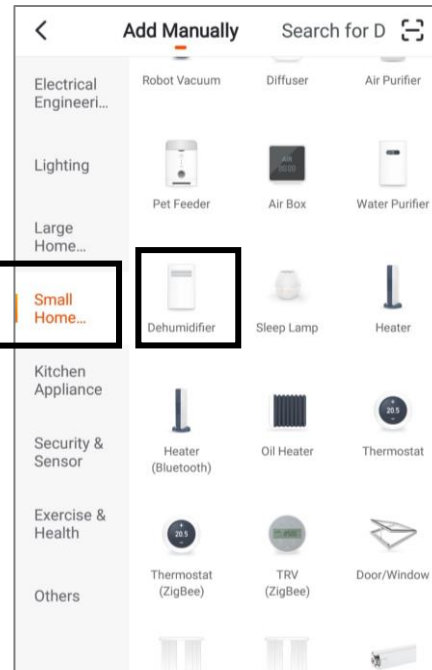 Add Manually
Search for D
Electrical
Engineeri...
Lighting
Large
Home...
Small
Home...
Kitchen
Appliance
Security &
Sensor
Exercise &
Health
Others
Robot Vacuum
Diffuser
Air Purifier
Pet Feeder
Air Box
Water Purifier
Dehumidifier
Sleep Lamp
Heater
Heater
(Bluetooth)
Oil Heater
20.5
Thermostat
20.5
Thermostat
(ZigBee)
TRV
(ZigBee)
Door/Window